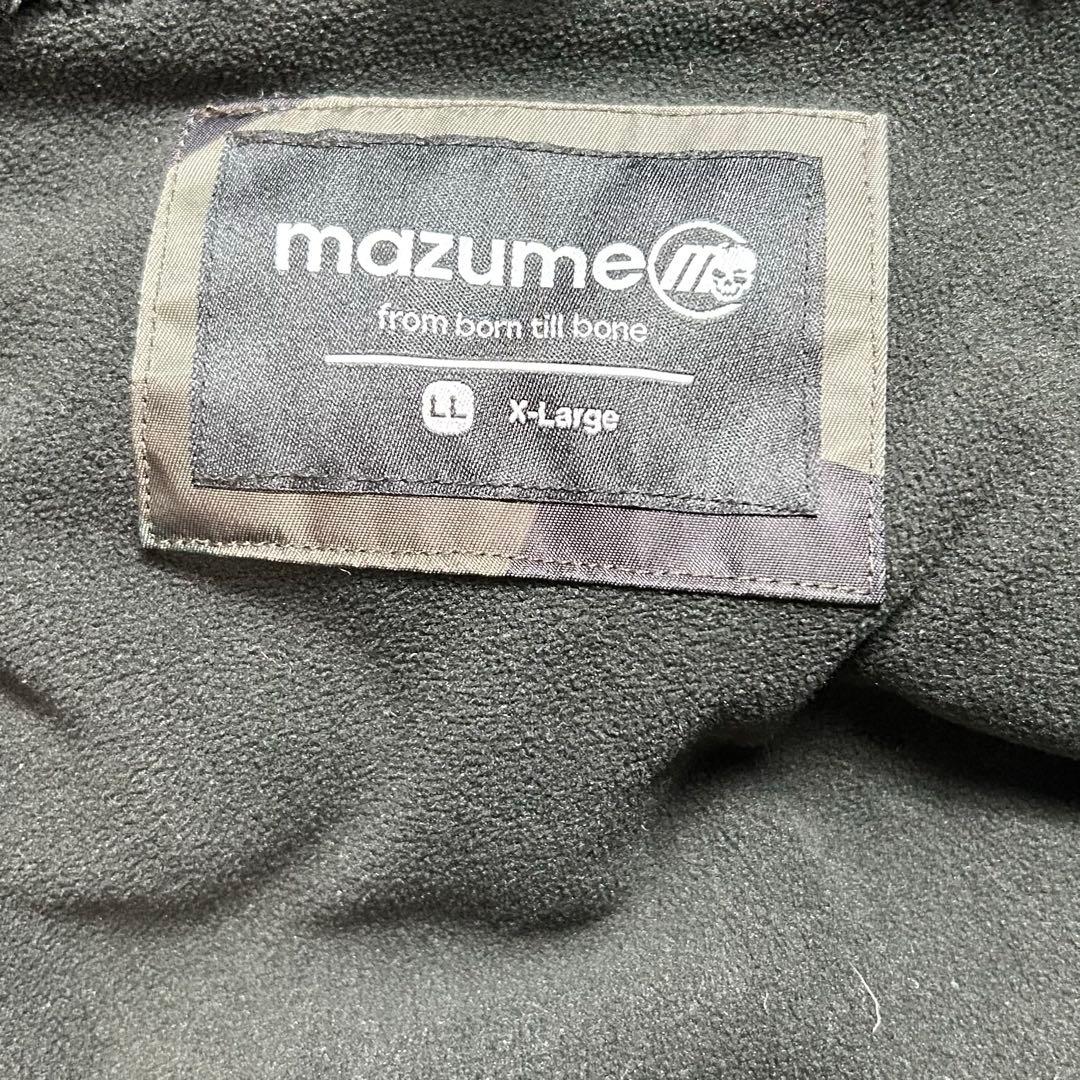 mazume m
from born till bone
LL X-Large